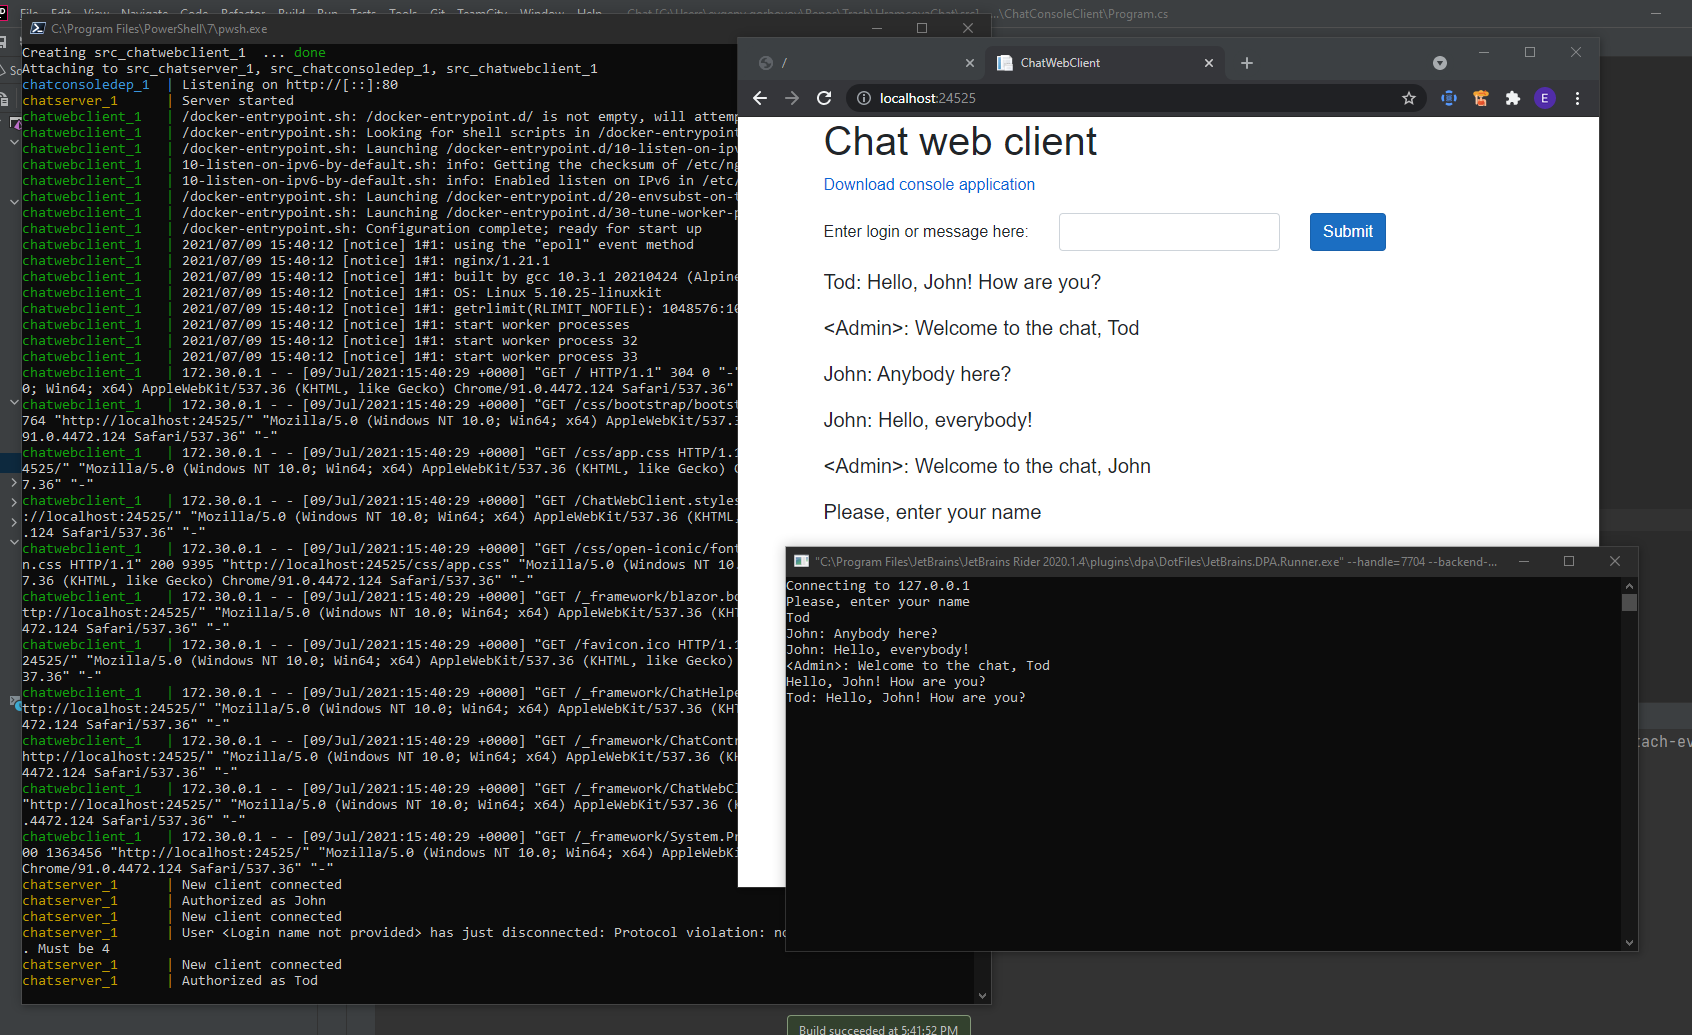 File Edit View Navigate Code Refactor Build Run Tests Tools Git TeamCity Window Help
...\ChatConsoleClient\Program.cs
C:\Program Files\PowerShell\7\pwsh.exe
Creating src_chatwebclient_1 ... done
Attaching to src_chatserver_1, src_chatconsoledep_1, src_chatwebclient_1
chatconsoledep_1 | Listening on http://[::]:80
chatserver_1 | Server started
chatwebclient_1 | /docker-entrypoint.sh: /docker-entrypoint.d/ is not empty, will attemp
chatwebclient_1 | /docker-entrypoint.sh: Looking for shell scripts in /docker-entrypoint
chatwebclient_1 | /docker-entrypoint.sh: Launching /docker-entrypoint.d/10-listen-on-ipv
chatwebclient_1 | 10-listen-on-ipv6-by-default.sh: info: Getting the checksum of /etc/ng
chatwebclient_1 | 10-listen-on-ipv6-by-default.sh: info: Enabled listen on IPv6 in /etc/
chatwebclient_1 | /docker-entrypoint.sh: Launching /docker-entrypoint.d/20-envsubst-on-t
chatwebclient_1 | /docker-entrypoint.sh: Launching /docker-entrypoint.d/30-tune-worker-p
chatwebclient_1 | /docker-entrypoint.sh: Configuration complete; ready for start up
chatwebclient_1 | 2021/07/09 15:40:12 [notice] 1#1: using the "epoll" event method
chatwebclient_1 | 2021/07/09 15:40:12 [notice] 1#1: nginx/1.21.1
chatwebclient_1 | 2021/07/09 15:40:12 [notice] 1#1: built by gcc 10.3.1 20210424 (Alpine
chatwebclient_1 | 2021/07/09 15:40:12 [notice] 1#1: OS: Linux 5.10.25-linuxkit
chatwebclient_1 | 2021/07/09 15:40:12 [notice] 1#1: getrlimit(RLIMIT_NOFILE): 1048576:10
chatwebclient_1 | 2021/07/09 15:40:12 [notice] 1#1: start worker processes
chatwebclient_1 | 2021/07/09 15:40:12 [notice] 1#1: start worker process 32
chatwebclient_1 | 2021/07/09 15:40:12 [notice] 1#1: start worker process 33
chatwebclient_1 | 172.30.0.1 - - [09/Jul/2021:15:40:29 +0000] "GET / HTTP/1.1" 304 0 "-"
0; Win64; x64) AppleWebKit/537.36 (KHTML, like Gecko) Chrome/91.0.4472.124 Safari/537.36"
chatwebclient_1 | 172.30.0.1 - - [09/Jul/2021:15:40:29 +0000] "GET /css/bootstrap/bootst
764 "http://localhost:24525/" "Mozilla/5.0 (Windows NT 10.0; Win64; x64) AppleWebKit/537.3
91.0.4472.124 Safari/537.36" "-"
chatwebclient_1 | 172.30.0.1 - - [09/Jul/2021:15:40:29 +0000] "GET /css/app.css HTTP/1.1
4525/" "Mozilla/5.0 (Windows NT 10.0; Win64; x64) AppleWebKit/537.36 (KHTML, like Gecko) C
7.36" "-"
chatwebclient_1 | 172.30.0.1 - - [09/Jul/2021:15:40:29 +0000] "GET /ChatWebClient.styles
://localhost:24525/" "Mozilla/5.0 (Windows NT 10.0; Win64; x64) AppleWebKit/537.36 (KHTML,
.124 Safari/537.36" "-"
chatwebclient_1 | 172.30.0.1 - - [09/Jul/2021:15:40:29 +0000] "GET /css/open-iconic/font
n.css HTTP/1.1" 200 9395 "http://localhost:24525/css/app.css" "Mozilla/5.0 (Windows NT 10.
7.36 (KHTML, like Gecko) Chrome/91.0.4472.124 Safari/537.36" "-"
chatwebclient_1 | 172.30.0.1 - - [09/Jul/2021:15:40:29 +0000] "GET /_framework/blazor.bo
ttp://localhost:24525/" "Mozilla/5.0 (Windows NT 10.0; Win64; x64) AppleWebKit/537.36 (KHT
472.124 Safari/537.36" "-"
chatwebclient_1 | 172.30.0.1 - - [09/Jul/2021:15:40:29 +0000] "GET /favicon.ico HTTP/1.1
24525/" "Mozilla/5.0 (Windows NT 10.0; Win64; x64) AppleWebKit/537.36 (KHTML, like Gecko)
37.36" "-"
chatwebclient_1 | 172.30.0.1 - - [09/Jul/2021:15:40:29 +0000] "GET /_framework/ChatHelpe
ttp://localhost:24525/" "Mozilla/5.0 (Windows NT 10.0; Win64; x64) AppleWebKit/537.36 (KHT
472.124 Safari/537.36" "-"
chatwebclient_1 | 172.30.0.1 - - [09/Jul/2021:15:40:29 +0000] "GET /_framework/ChatContr
http://localhost:24525/" "Mozilla/5.0 (Windows NT 10.0; Win64; x64) AppleWebKit/537.36 (KH
4472.124 Safari/537.36" "-"
chatwebclient_1 | 172.30.0.1 - - [09/Jul/2021:15:40:29 +0000] "GET /_framework/ChatWebCl
"http://localhost:24525/" "Mozilla/5.0 (Windows NT 10.0; Win64; x64) AppleWebKit/537.36 (K
.4472.124 Safari/537.36" "-"
chatwebclient_1 | 172.30.0.1 - - [09/Jul/2021:15:40:29 +0000] "GET /_framework/System.Pr
00 1363456 "http://localhost:24525/" "Mozilla/5.0 (Windows NT 10.0; Win64; x64) AppleWebKi
Chrome/91.0.4472.124 Safari/537.36" "-"
chatserver_1 | New client connected
chatserver_1 | Authorized as John
chatserver_1 | New client connected
chatserver_1 | User <Login name not provided> has just disconnected: Protocol violation: no
. Must be 4
chatserver_1 | New client connected
chatserver_1 | Authorized as Tod
/
ChatWebClient
localhost:24525
E
Chat web client
Download console application
Enter login or message here:
Submit
Tod: Hello, John! How are you?
<Admin>: Welcome to the chat, Tod
John: Anybody here?
John: Hello, everybody!
<Admin>: Welcome to the chat, John
Please, enter your name
"C:\Program Files\JetBrains\JetBrains Rider 2020.1.4\plugins\dpa\DotFiles\JetBrains.DPA.Runner.exe" --handle=7704 --backend-...
Connecting to 127.0.0.1
Please, enter your name
Tod
John: Anybody here?
John: Hello, everybody!
<Admin>: Welcome to the chat, Tod
Hello, John! How are you?
Tod: Hello, John! How are you?
tach-ev
Build succeeded at 5:41:52 PM